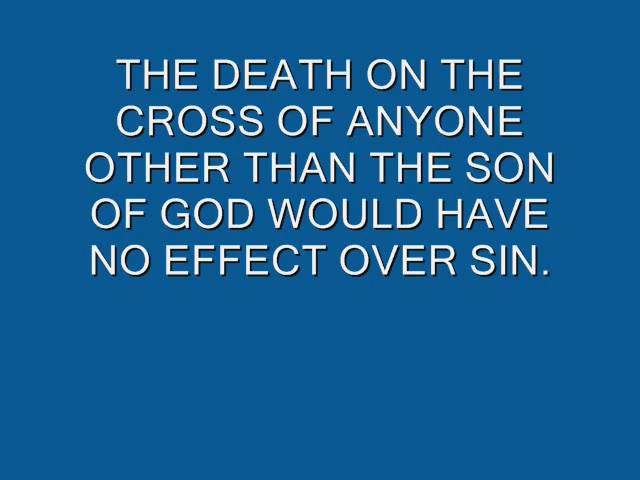 THE DEATH ON THE
CROSS OF ANYONE
OTHER THAN THE SON
OF GOD WOULD HAVE
NO EFFECT OVER SIN.